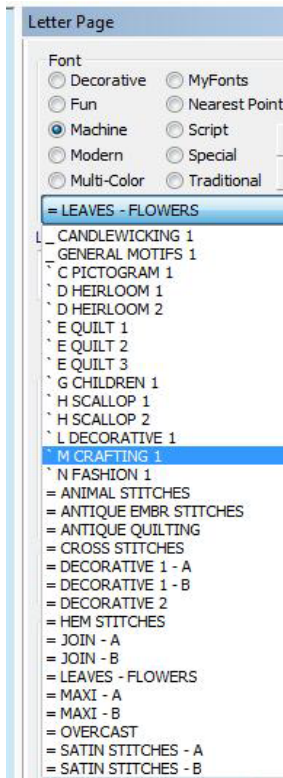 Letter Page
Font
Decorative MyFonts
Fun Nearest Point
Machine Script
Modern Special
Multi-Color Traditional
= LEAVES - FLOWERS
L
_ CANDLEWICKING 1
_ GENERAL MOTIFS 1
` C PICTOGRAM 1
` D HEIRLOOM 1
` D HEIRLOOM 2
` E QUILT 1
` E QUILT 2
` E QUILT 3
` G CHILDREN 1
` H SCALLOP 1
` H SCALLOP 2
` L DECORATIVE 1
` M CRAFTING 1
` N FASHION 1
= ANIMAL STITCHES
= ANTIQUE EMBR STITCHES
= ANTIQUE QUILTING
= CROSS STITCHES
= DECORATIVE 1 - A
= DECORATIVE 1 - B
= DECORATIVE 2
= HEM STITCHES
= JOIN - A
= JOIN - B
= LEAVES - FLOWERS
= MAXI - A
= MAXI - B
= OVERCAST
= SATIN STITCHES - A
= SATIN STITCHES - B